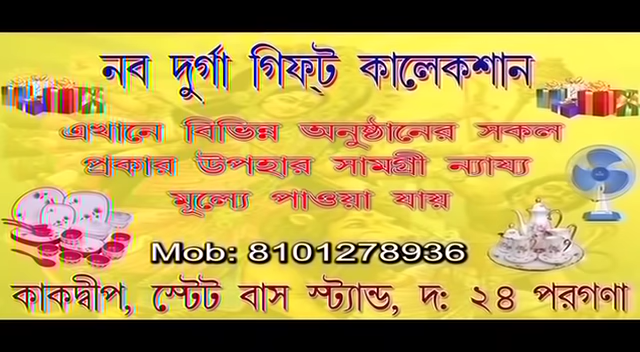 নব দুর্গা গিফ্ট কালেকশান
এখানে বিভিন্ন অনুষ্ঠানের সকল
প্রকার উপহার সামগ্রী ন্যায্য
মূল্যে পাওয়া যায়
Mob: 8101278936
কাকদ্বীপ, স্টেট বাস স্ট্যান্ড, দ: ২৪ পরগণা